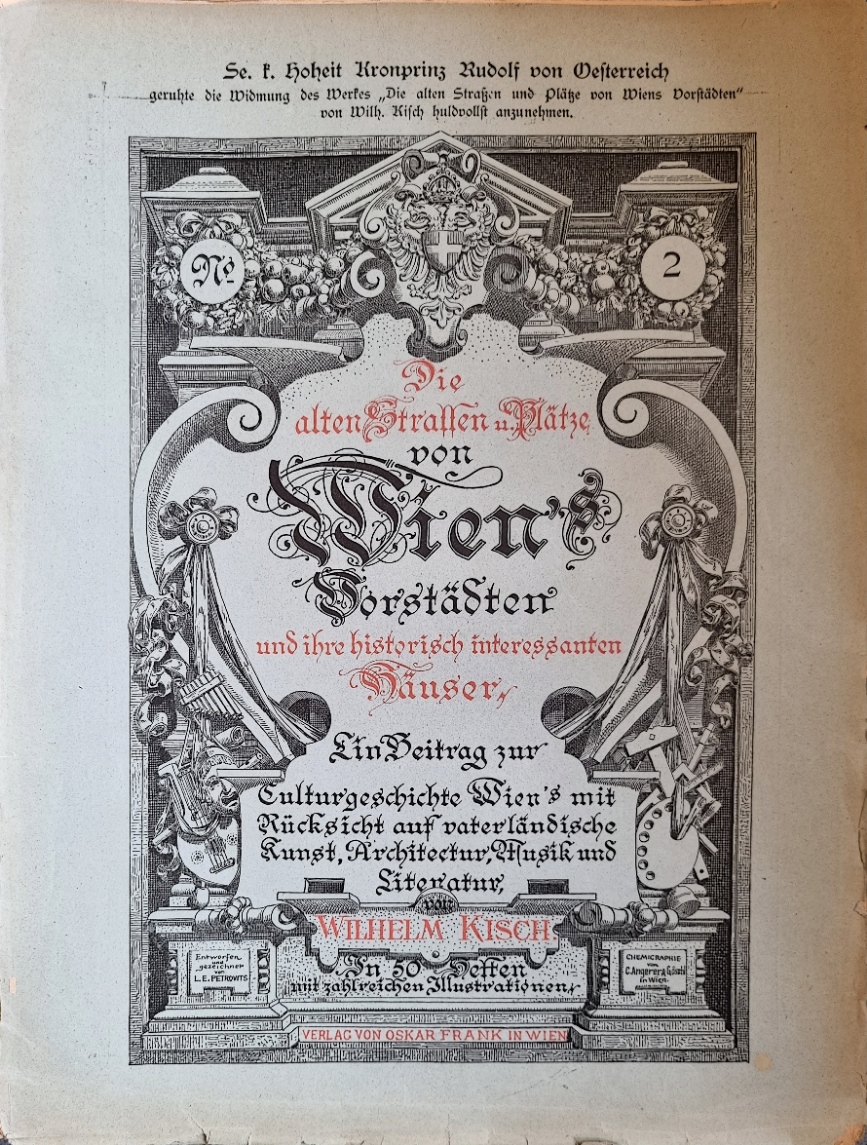 Se. k. Hoheit Kronprinz Rudolf von Oesterreich
geruhte die Widmung des Werkes „Die alten Straßen und Plätze von Wiens Vorstädten“
von Wilh. Kisch huldvollst anzunehmen.
No 2
Die
alten Strassen u. Plätze
von
Wien's
Vorstädten
und ihre historisch interessanten
Häuser,
Ein Beitrag zur
Culturgeschichte Wien's mit
Rücksicht auf vaterländische
Kunst, Architectur, Musik und
Literatur,
von
WILHELM KISCH.
In 50 Heften
mit zahlreichen Illustrationen,
Entworfen
und
gezeichnet
von
L. E. PETROVITS
CHEMIGRAPHIE
von
C. Angerer & Göschl
in Wien
VERLAG VON OSKAR FRANK IN WIEN